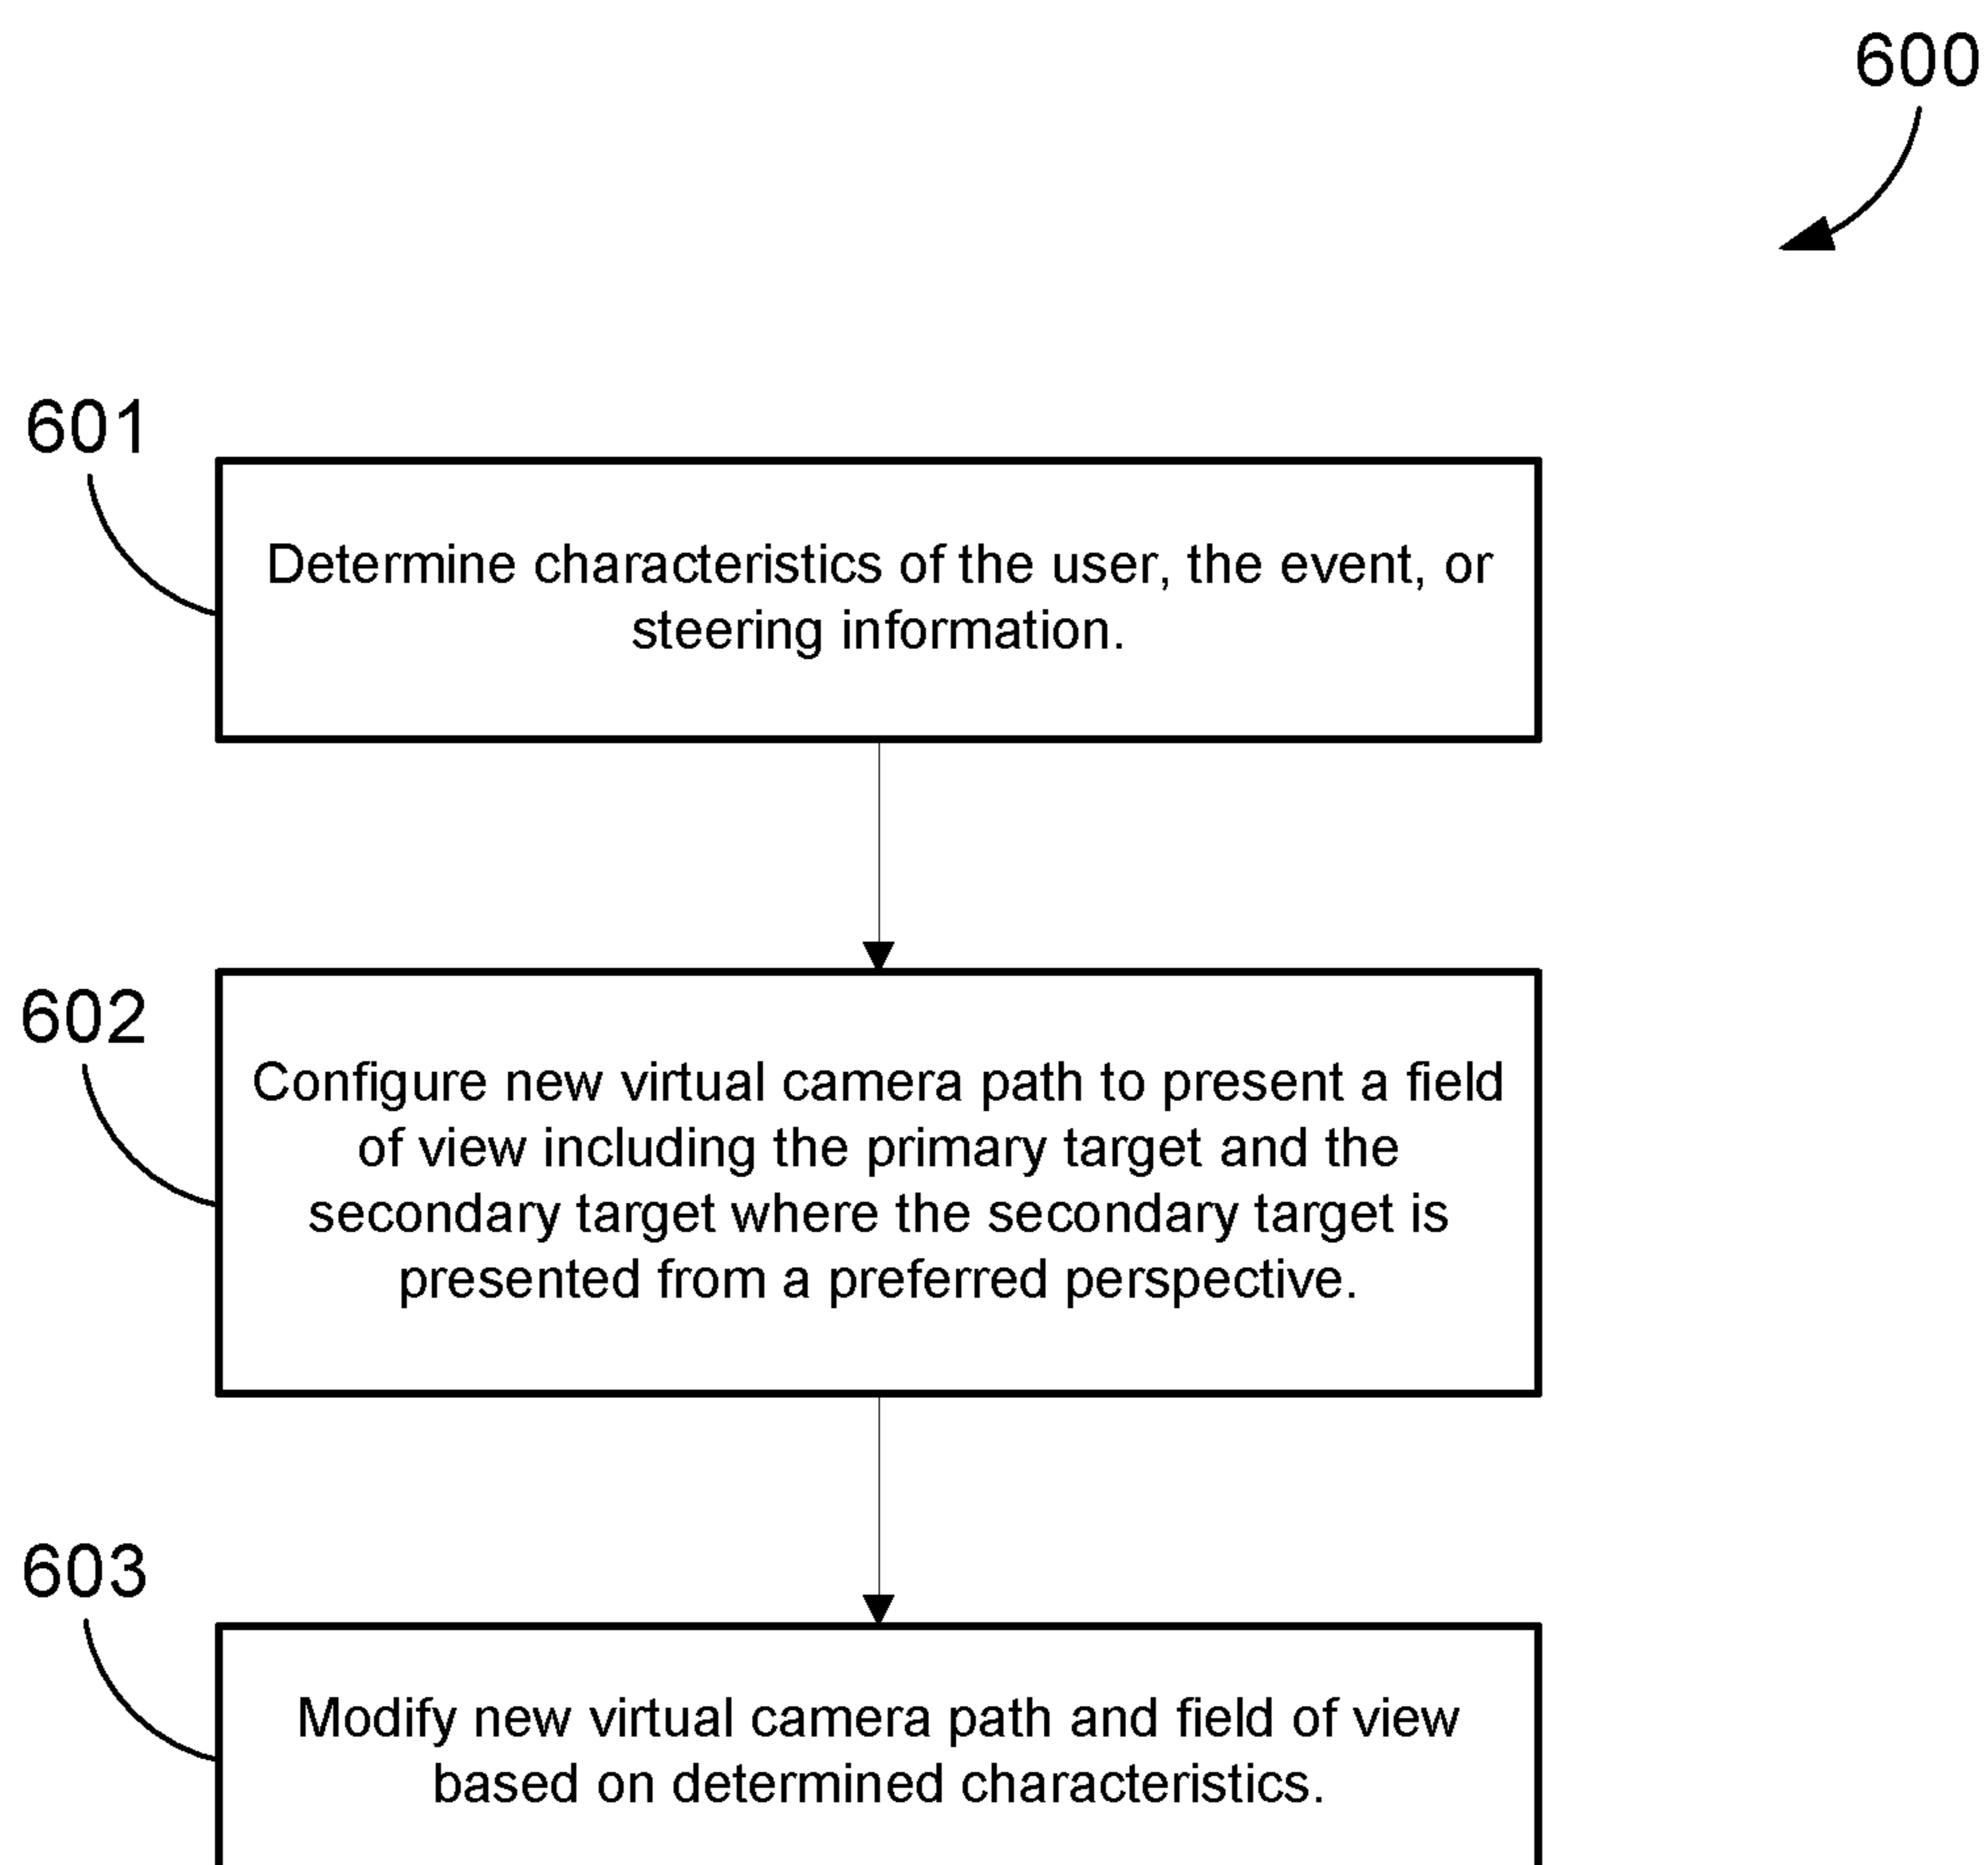 600
601
Determine characteristics of the user, the event, or
steering information.
602
Configure new virtual camera path to present a field
of view including the primary target and the
secondary target where the secondary target is
presented from a preferred perspective.
603
Modify new virtual camera path and field of view
based on determined characteristics.